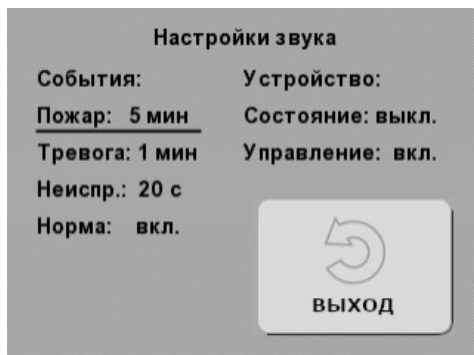 Настройки звука
События:
Пожар: 5 мин
Тревога: 1 мин
Неиспр.: 20 с
Норма: вкл.
Устройство:
Состояние: выкл.
Управление: вкл.
ВЫХОД